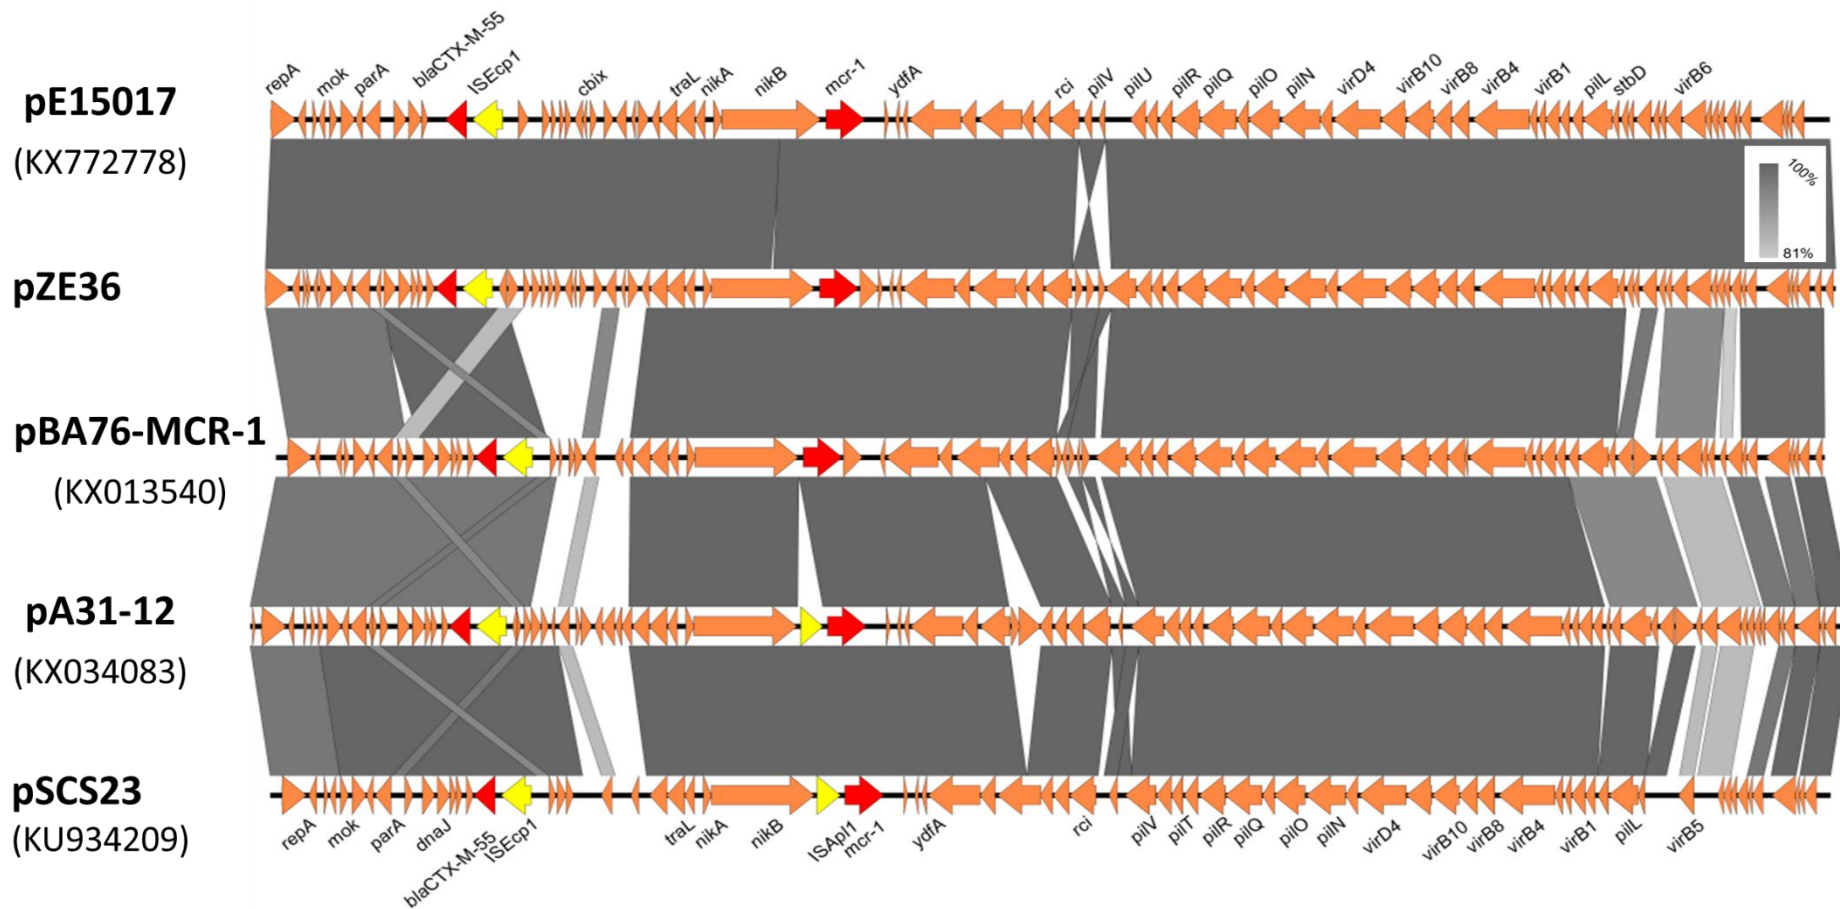 repA mok parA blaCTX-M-55 ISEcp1 cbix traL nikA nikB mcr-1 ydfA rci pilV pilU pilR pilQ pilO pilN virD4 virB10 virB8 virB4 virB1 pilL stbD virB6
pE15017
(KX772778)
100%
81%
pZE36
pBA76-MCR-1
(KX013540)
pA31-12
(KX034083)
pSCS23
(KU934209)
repA mok parA dnaJ blaCTX-M-55 ISEcp1 traL nikA nikB ISApl1 mcr-1 ydfA rci pilV pilT pilR pilQ pilO pilN virD4 virB10 virB8 virB4 virB1 pilL virB5